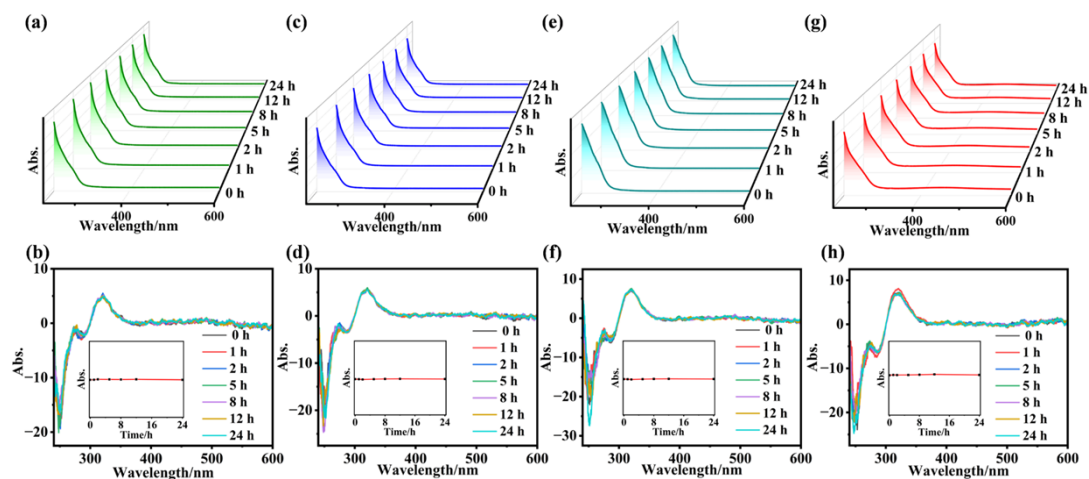 (a)
Abs.
24 h
12 h
8 h
5 h
2 h
1 h
0 h
400
600
Wavelength/nm
(c)
Abs.
24 h
12 h
8 h
5 h
2 h
1 h
0 h
400
600
Wavelength/nm
(e)
Abs.
24 h
12 h
8 h
5 h
2 h
1 h
0 h
400
600
Wavelength/nm
(g)
Abs.
24 h
12 h
8 h
5 h
2 h
1 h
0 h
400
600
Wavelength/nm
(b)
10
5
0
−5
−10
−15
−20
Abs.
0 h
1 h
2 h
5 h
8 h
12 h
24 h
Abs.
0 8 16 24
Time/h
300 400 500 600
Wavelength/nm
(d)
10
5
0
−5
−10
−15
−20
−25
Abs.
0 h
1 h
2 h
5 h
8 h
12 h
24 h
Abs.
0 8 16 24
Time/h
300 400 500 600
Wavelength/nm
(f)
10
0
−10
−20
−30
Abs.
0 h
1 h
2 h
5 h
8 h
12 h
24 h
Abs.
0 8 16 24
Time/h
300 400 500 600
Wavelength/nm
(h)
10
0
−10
−20
Abs.
0 h
1 h
2 h
5 h
8 h
12 h
24 h
Abs.
0 8 16 24
Time/h
300 400 500 600
Wavelength/nm